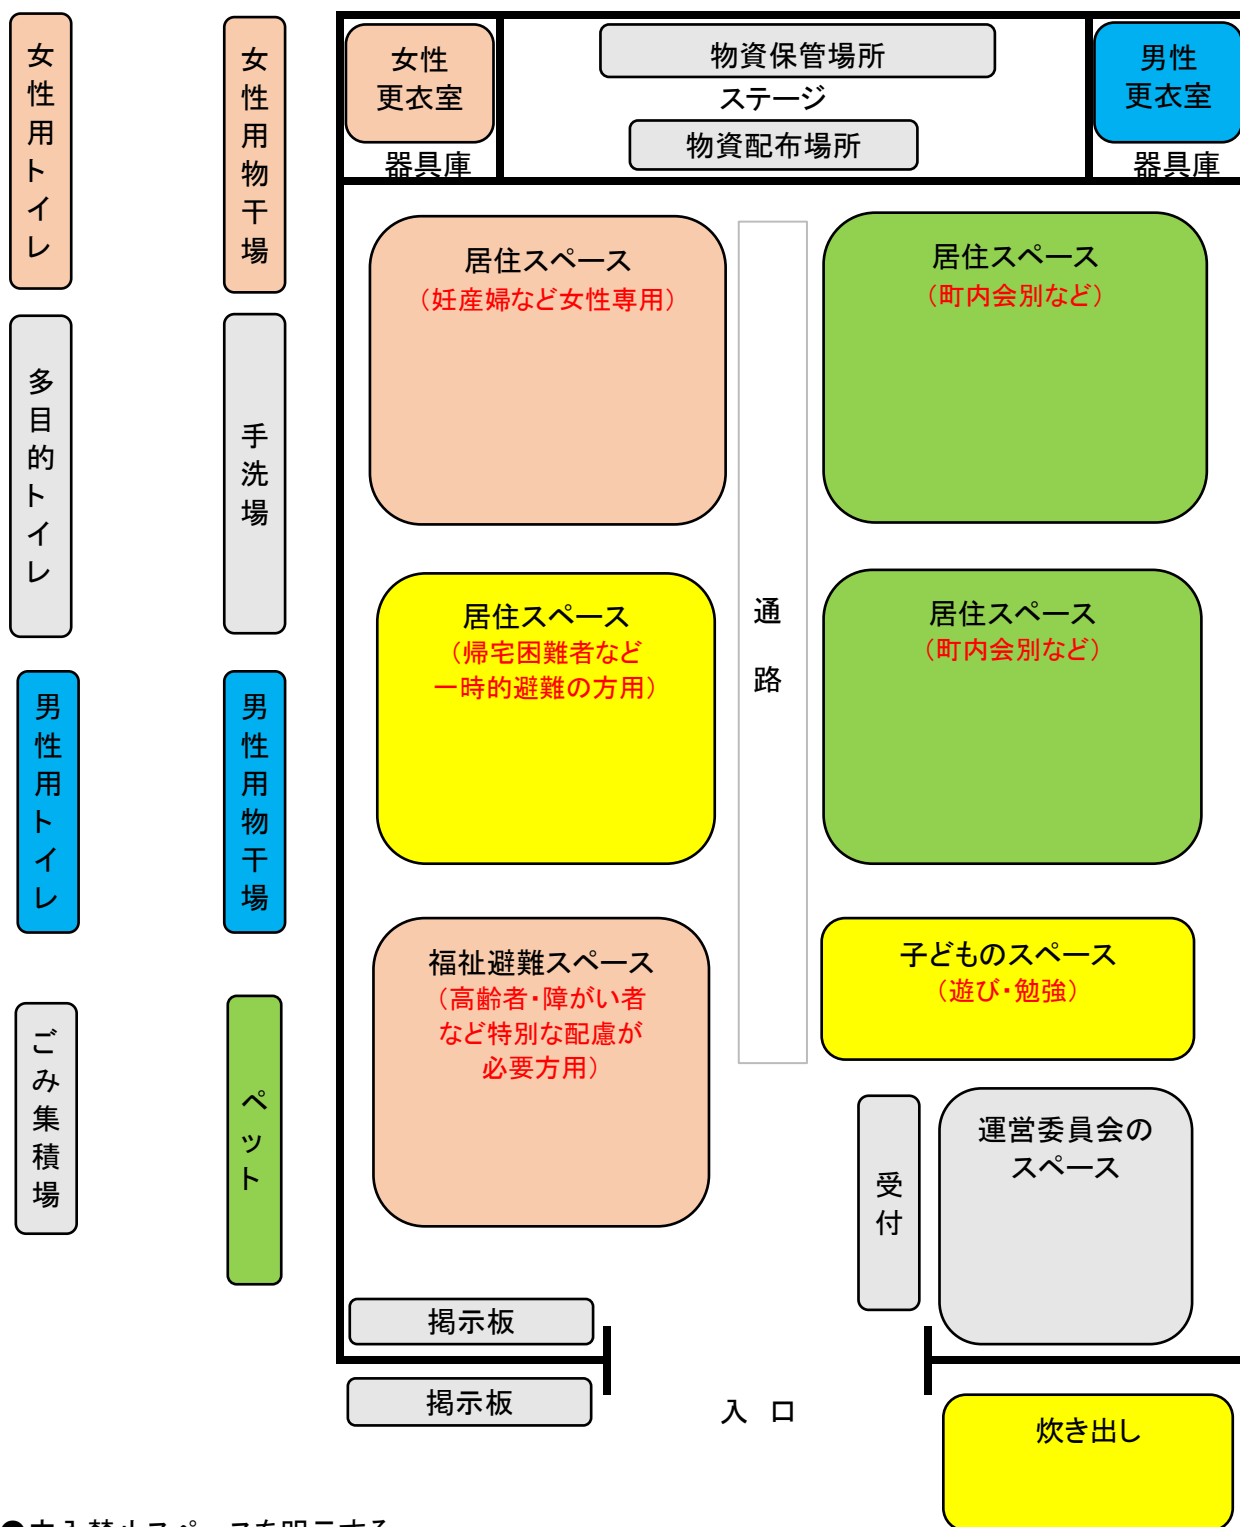 女性用トイレ
女性用物干場
女性
更衣室
器具庫
物資保管場所
ステージ
物資配布場所
男性
更衣室
器具庫
居住スペース
（妊産婦など女性専用）
居住スペース
（町内会別など）
多目的トイレ
手洗場
通路
居住スペース
（帰宅困難者など
一時的避難の方用）
居住スペース
（町内会別など）
男性用トイレ
男性用物干場
福祉避難スペース
（高齢者・障がい者
など特別な配慮が
必要方用）
子どものスペース
（遊び・勉強）
ごみ集積場
ペット
受付
運営委員会の
スペース
掲示板
掲示板
入 口
炊き出し